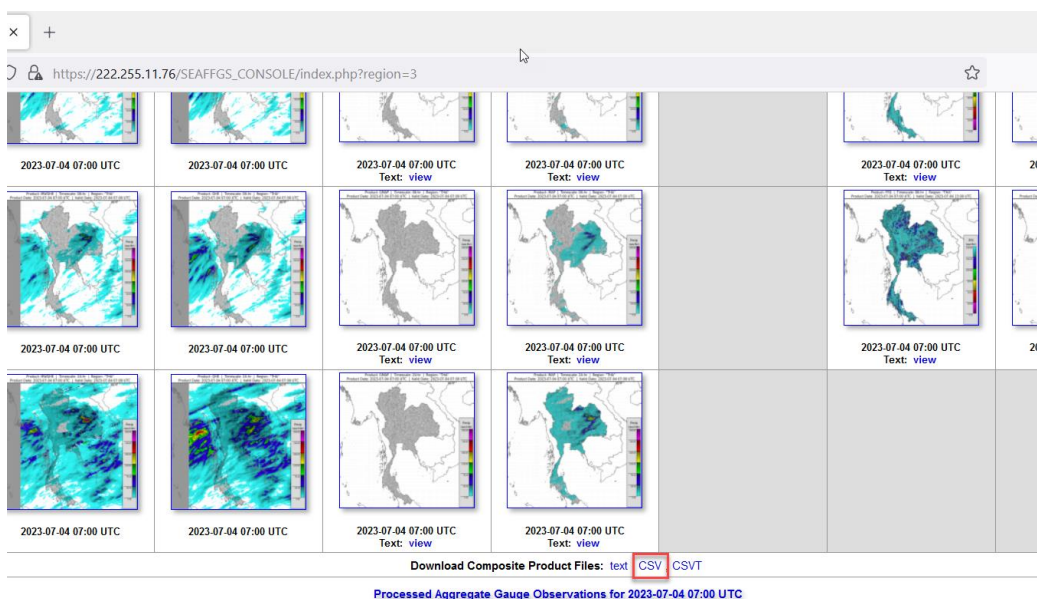 https://222.255.11.76/SEAFFGS_CONSOLE/index.php?region=3
2023-07-04 07:00 UTC
2023-07-04 07:00 UTC
2023-07-04 07:00 UTC
Text: view
2023-07-04 07:00 UTC
Text: view
2023-07-04 07:00 UTC
Text: view
2023-07-04 07:00 UTC
2023-07-04 07:00 UTC
2023-07-04 07:00 UTC
Text: view
2023-07-04 07:00 UTC
Text: view
2023-07-04 07:00 UTC
Text: view
2023-07-04 07:00 UTC
2023-07-04 07:00 UTC
2023-07-04 07:00 UTC
Text: view
2023-07-04 07:00 UTC
Text: view
Download Composite Product Files: text CSV CSVT
Processed Aggregate Gauge Observations for 2023-07-04 07:00 UTC